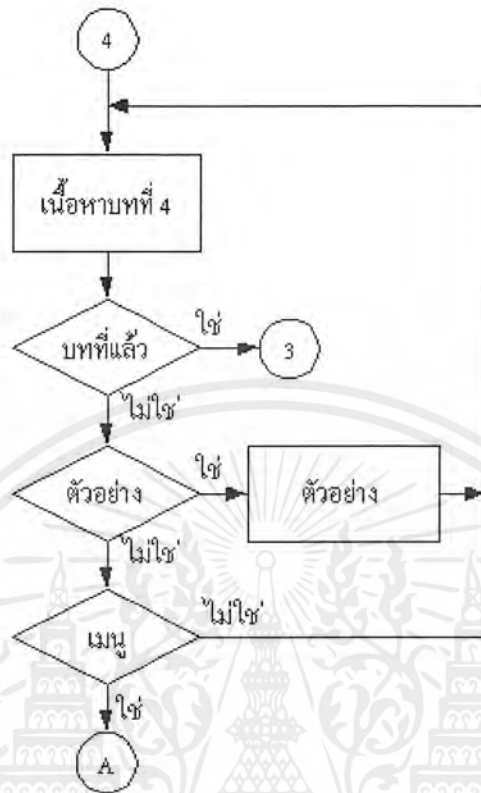 4
เนื้อหาบทที่ 4
บทที่แล้ว
ใช่
3
ไม่ใช่
ตัวอย่าง
ใช่
ตัวอย่าง
ไม่ใช่
เมนู
ไม่ใช่
ใช่
A